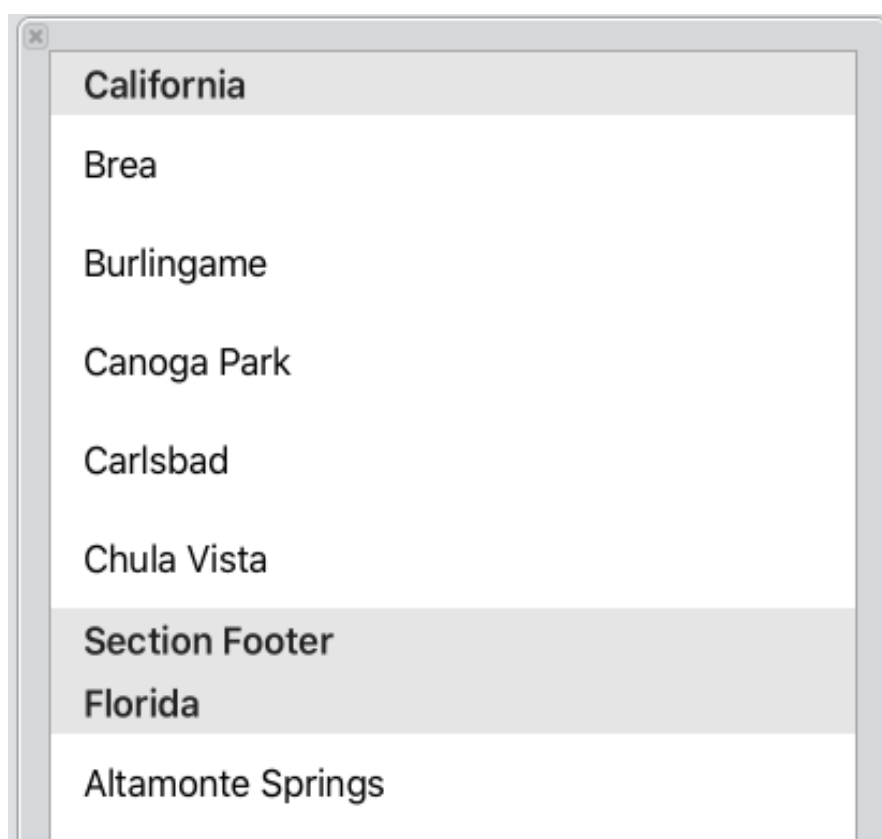 California
Brea
Burlingame
Canoga Park
Carlsbad
Chula Vista
Section Footer
Florida
Altamonte Springs